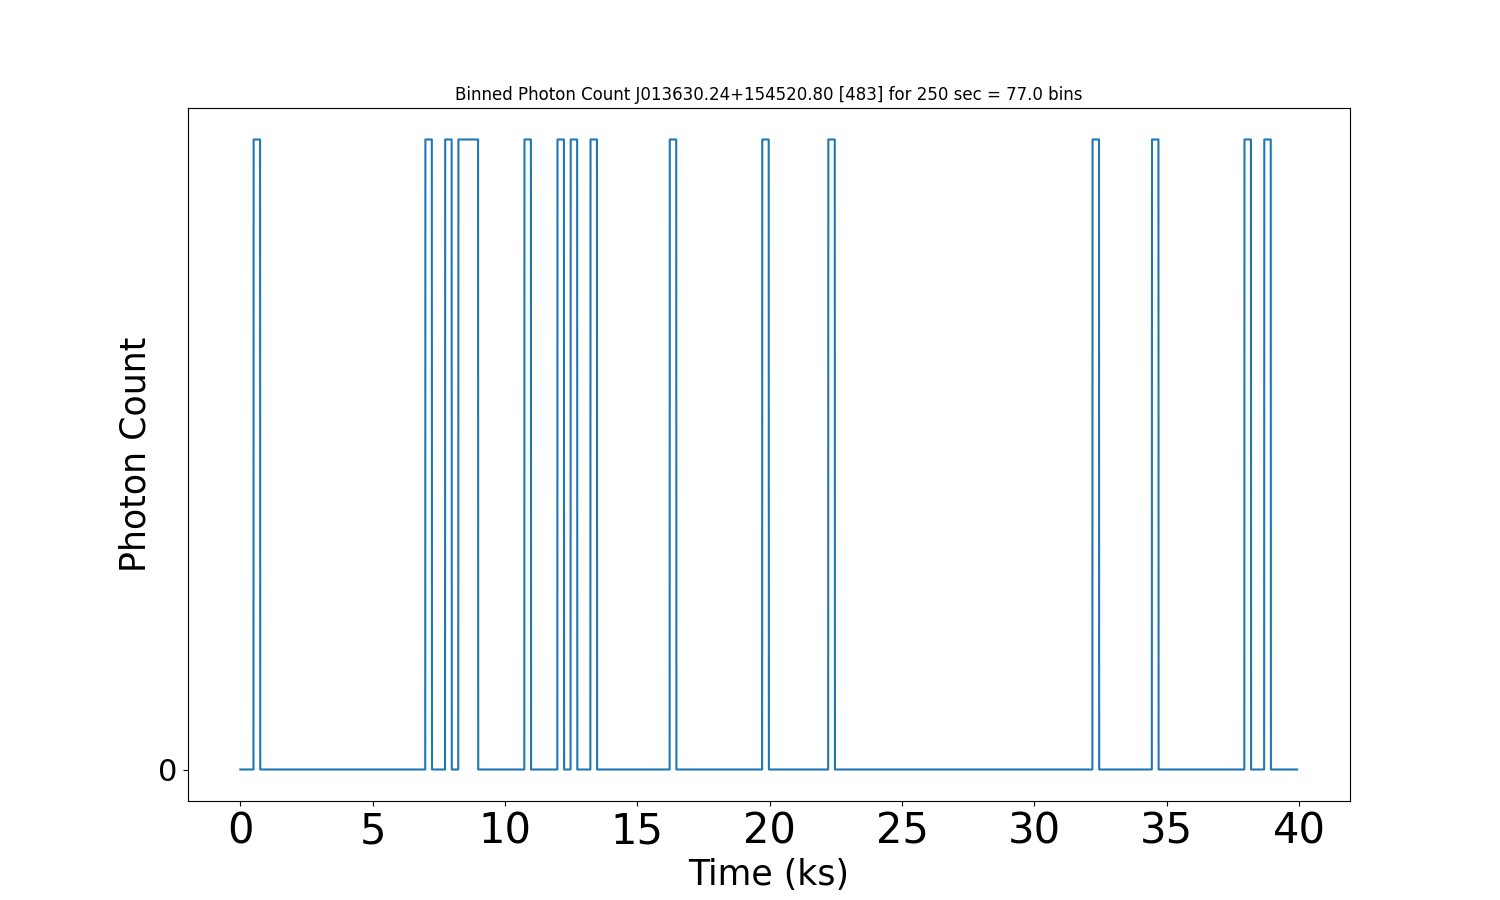 Binned Photon Count J013630.24+154520.80 [483] for 250 sec = 77.0 bins
Photon Count
0
0 5 10 15 20 25 30 35 40
Time (ks)